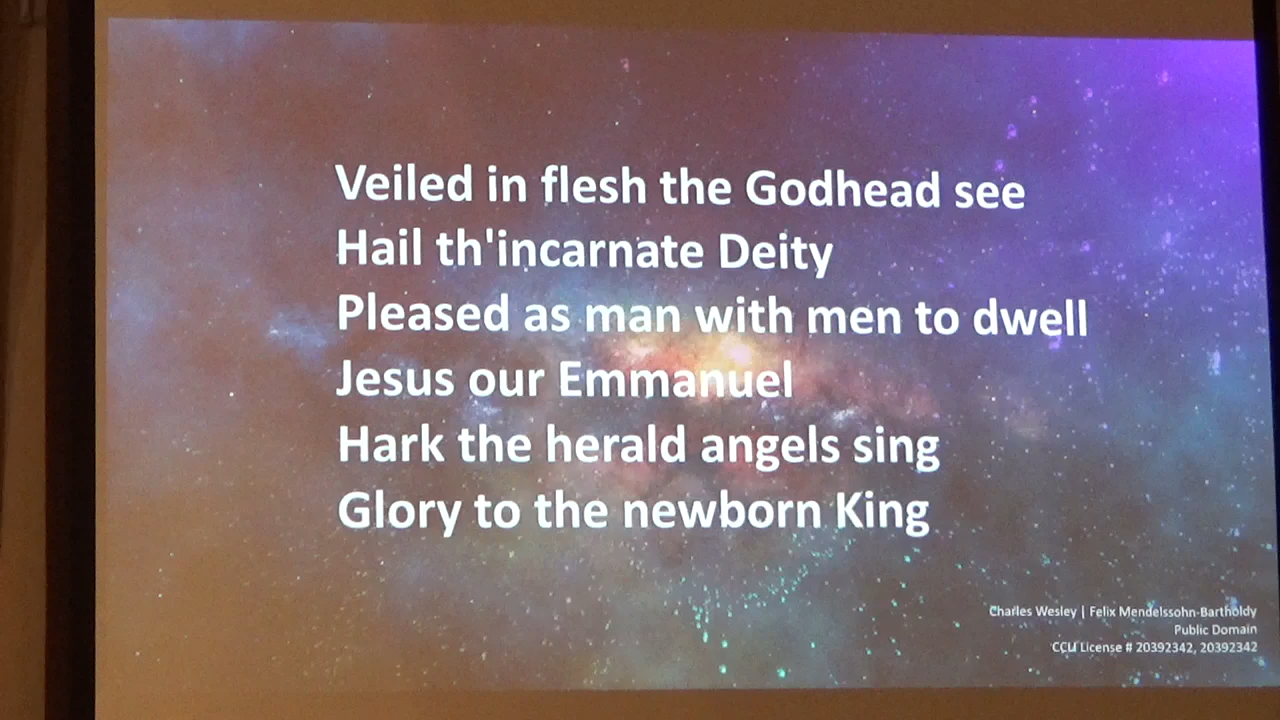 Veiled in flesh the Godhead see
Hail th'incarnate Deity
Pleased as man with men to dwell
Jesus our Emmanuel
Hark the herald angels sing
Glory to the newborn King
Charles Wesley | Felix Mendelssohn-Bartholdy
Public Domain
CCLI License # 20392342, 20392342